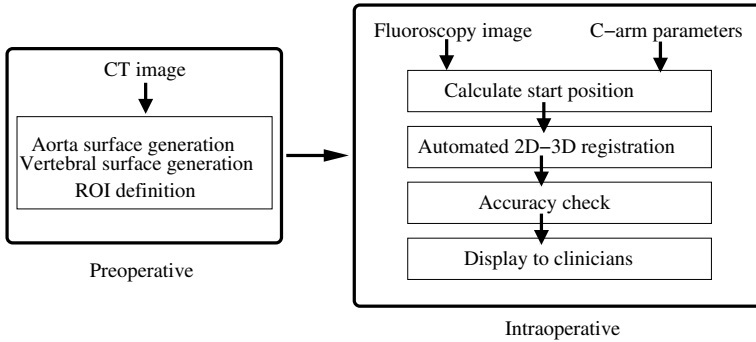 CT image
Aorta surface generation
Vertebral surface generation
ROI definition
Preoperative
Fluoroscopy image
C−arm parameters
Calculate start position
Automated 2D−3D registration
Accuracy check
Display to clinicians
Intraoperative